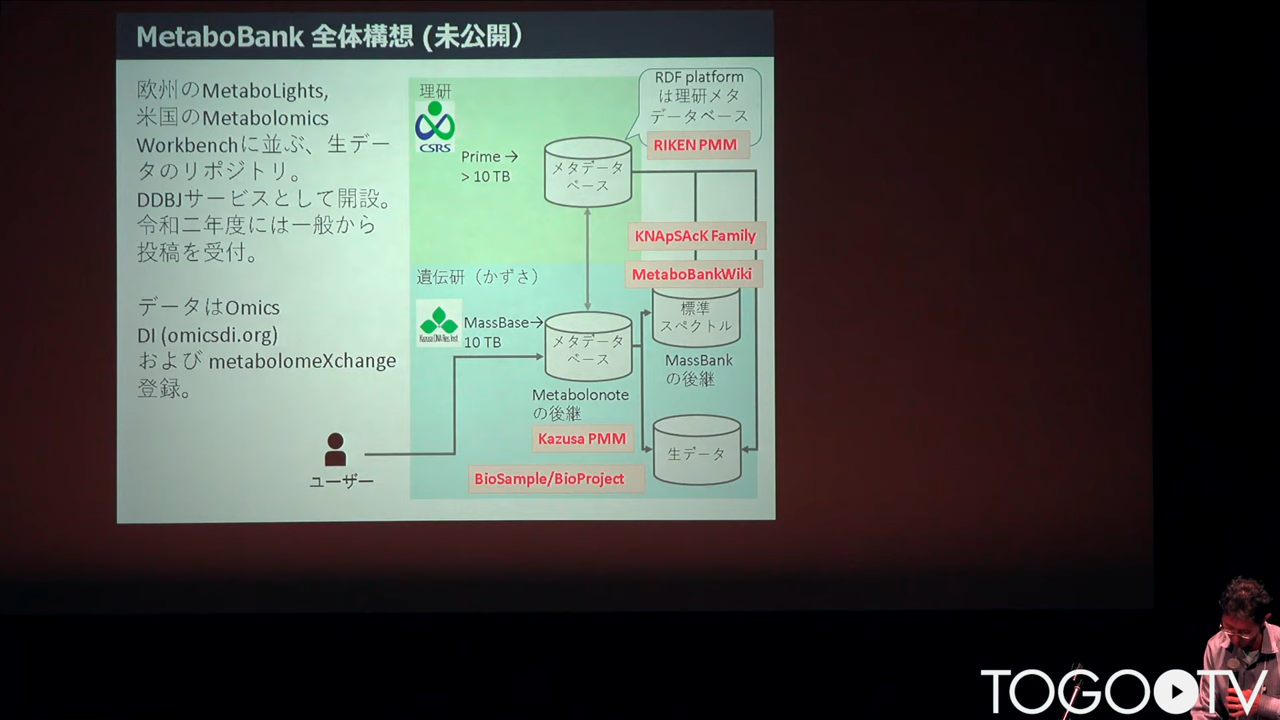 MetaboBank 全体構想 (未公開)
欧州のMetaboLights,
米国のMetabolomics
Workbenchに並ぶ、生デー
タのリポジトリ。
DDBJサービスとして開設。
令和二年度には一般から
投稿を受付。
データはOmics
DI (omicsdi.org)
および metabolomeXchange
登録。
理研
CSRS
Prime→
> 10 TB
メタデータ
ベース
RDF platform
は理研メタ
データベース
RIKEN PMM
KNApSAcK Family
MetaboBankWiki
遺伝研（かずさ）
Kazusa DNA Res. Inst.
MassBase→
10 TB
メタデータ
ベース
標準
スペクトル
MassBank
の後継
Metabolonote
の後継
Kazusa PMM
生データ
BioSample/BioProject
ユーザー
TOGO TV